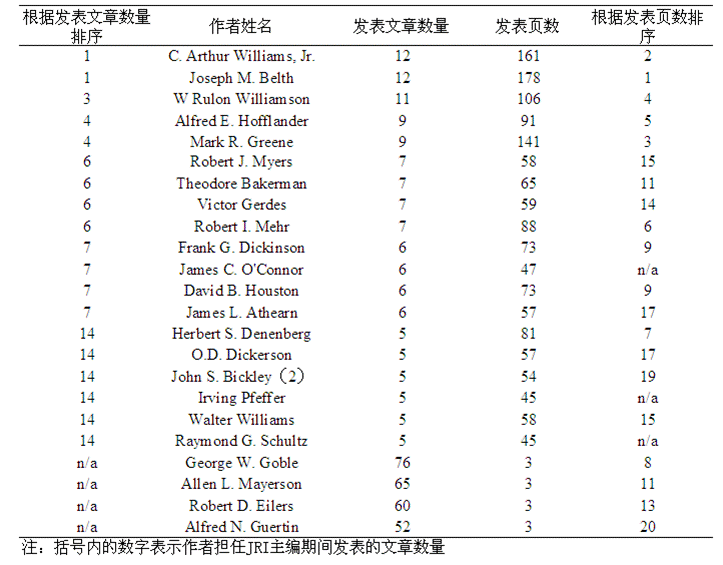 根据发表文章数量排序 作者姓名 发表文章数量 发表页数 根据发表页数排序
1 C. Arthur Williams, Jr. 12 161 2
1 Joseph M. Belth 12 178 1
3 W Rulon Williamson 11 106 4
4 Alfred E. Hofflander 9 91 5
4 Mark R. Greene 9 141 3
6 Robert J. Myers 7 58 15
6 Theodore Bakerman 7 65 11
6 Victor Gerdes 7 59 14
6 Robert I. Mehr 7 88 6
7 Frank G. Dickinson 6 73 9
7 James C. O'Connor 6 47 n/a
7 David B. Houston 6 73 9
7 James L. Athearn 6 57 17
14 Herbert S. Denenberg 5 81 7
14 O.D. Dickerson 5 57 17
14 John S. Bickley（2） 5 54 19
14 Irving Pfeffer 5 45 n/a
14 Walter Williams 5 58 15
14 Raymond G. Schultz 5 45 n/a
n/a George W. Goble 76 3 8
n/a Allen L. Mayerson 65 3 11
n/a Robert D. Eilers 60 3 13
n/a Alfred N. Guertin 52 3 20
注：括号内的数字表示作者担任JRI主编期间发表的文章数量